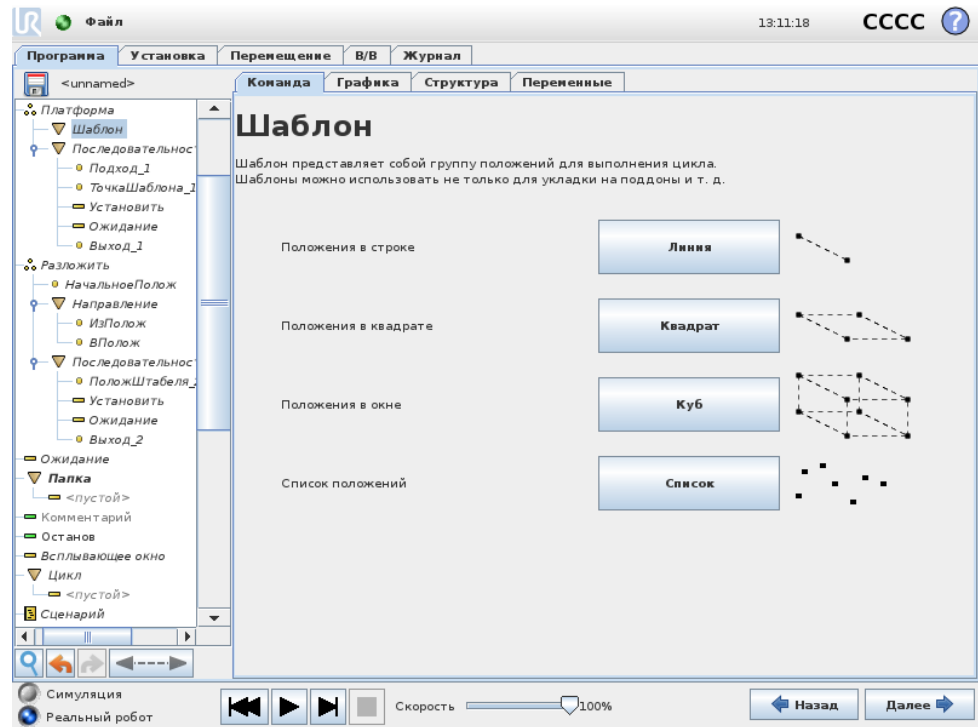 Файл
13:11:18
CCCC
?
Программа Установка Перемещение В/В Журнал
<unnamed>
Команда Графика Структура Переменные
Платформа
Шаблон
Последовательнос
Подход_1
ТочкаШаблона_1
Установить
Ожидание
Выход_1
Разложить
НачальноеПолож
Направление
ИзПолож
ВПолож
Последовательнос
ПоложШтабеля_2
Установить
Ожидание
Выход_2
Ожидание
Папка
<пустой>
Комментарий
Останов
Всплывающее окно
Цикл
<пустой>
Сценарий
Шаблон
Шаблон представляет собой группу положений для выполнения цикла.
Шаблоны можно использовать не только для укладки на поддоны и т. д.
Положения в строке
Линия
Положения в квадрате
Квадрат
Положения в окне
Куб
Список положений
Список
Симуляция
Реальный робот
Скорость
100%
Назад
Далее